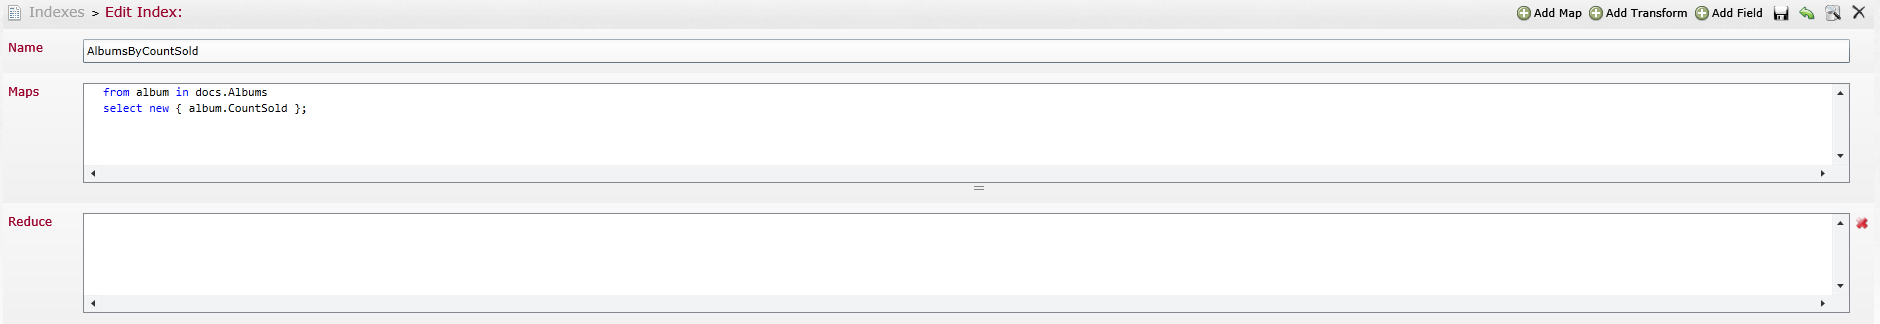 Indexes > Edit Index: Add Map Add Transform Add Field
Name AlbumsByCountSold
Maps from album in docs.Albums
select new { album.CountSold };
Reduce